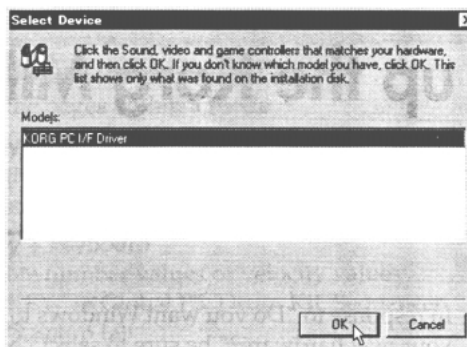 Select Device
Click the Sound, video and game controllers that matches your hardware,
and then click OK. If you don't know which model you have, click OK. This
list shows only what was found on the installation disk.
Models:
KORG PC I/F Driver
OK
Cancel